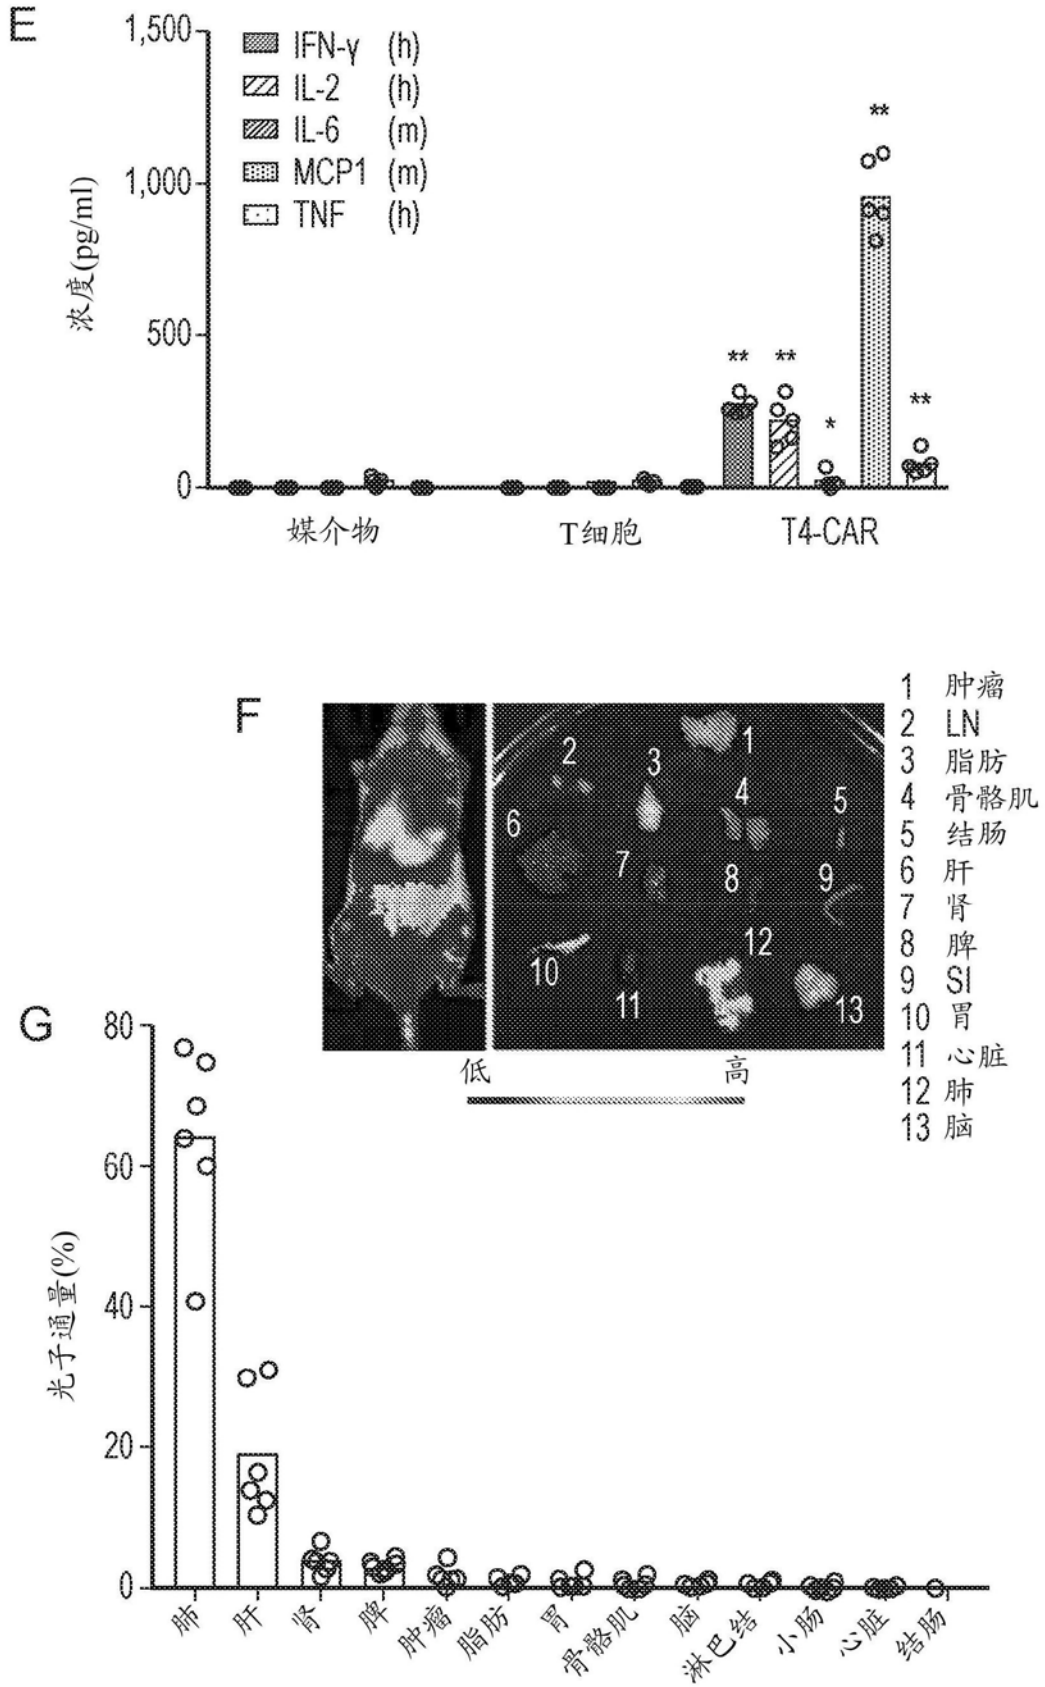 E
1,500
1,000
500
0
浓度(pg/ml)
IFN-γ (h)
IL-2 (h)
IL-6 (m)
MCP1 (m)
TNF (h)
** ** * ** **
媒介物 T细胞 T4-CAR
F
1 2 3 4 5 6 7 8 9 10 11 12 13
低 高
1 肿瘤
2 LN
3 脂肪
4 骨骼肌
5 结肠
6 肝
7 肾
8 脾
9 SI
10 胃
11 心脏
12 肺
13 脑
G
80
60
40
20
0
光子通量(%)
肺 肝 肾 脾 肿瘤 脂肪 胃 骨骼肌 脑 淋巴结 小肠 心脏 结肠